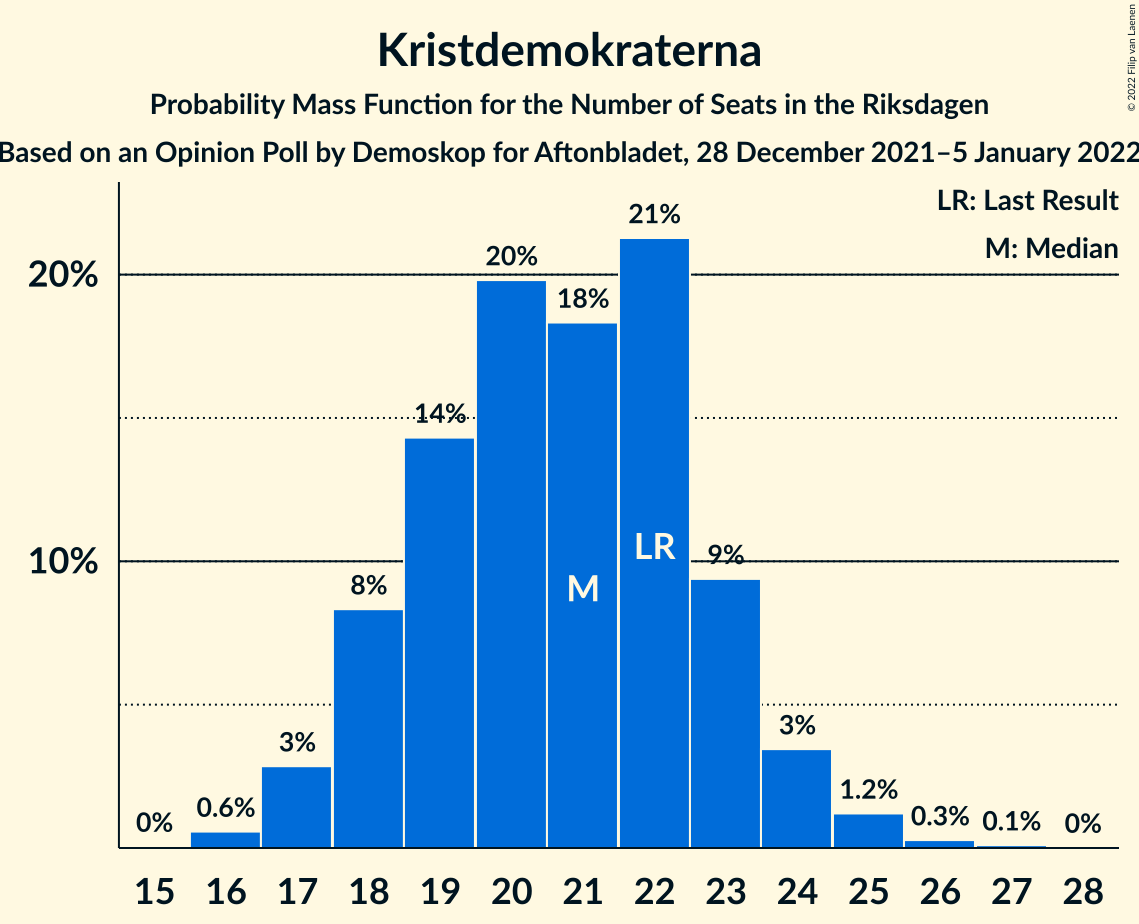 Kristdemokraterna
Probability Mass Function for the Number of Seats in the Riksdagen
Based on an Opinion Poll by Demoskop for Aftonbladet, 28 December 2021–5 January 2022
© 2022 Filip van Laenen
LR: Last Result
M: Median
20%
10%
0%
0.6%
3%
8%
14%
20%
18%
21%
9%
3%
1.2%
0.3%
0.1%
0%
M
LR
15 16 17 18 19 20 21 22 23 24 25 26 27 28